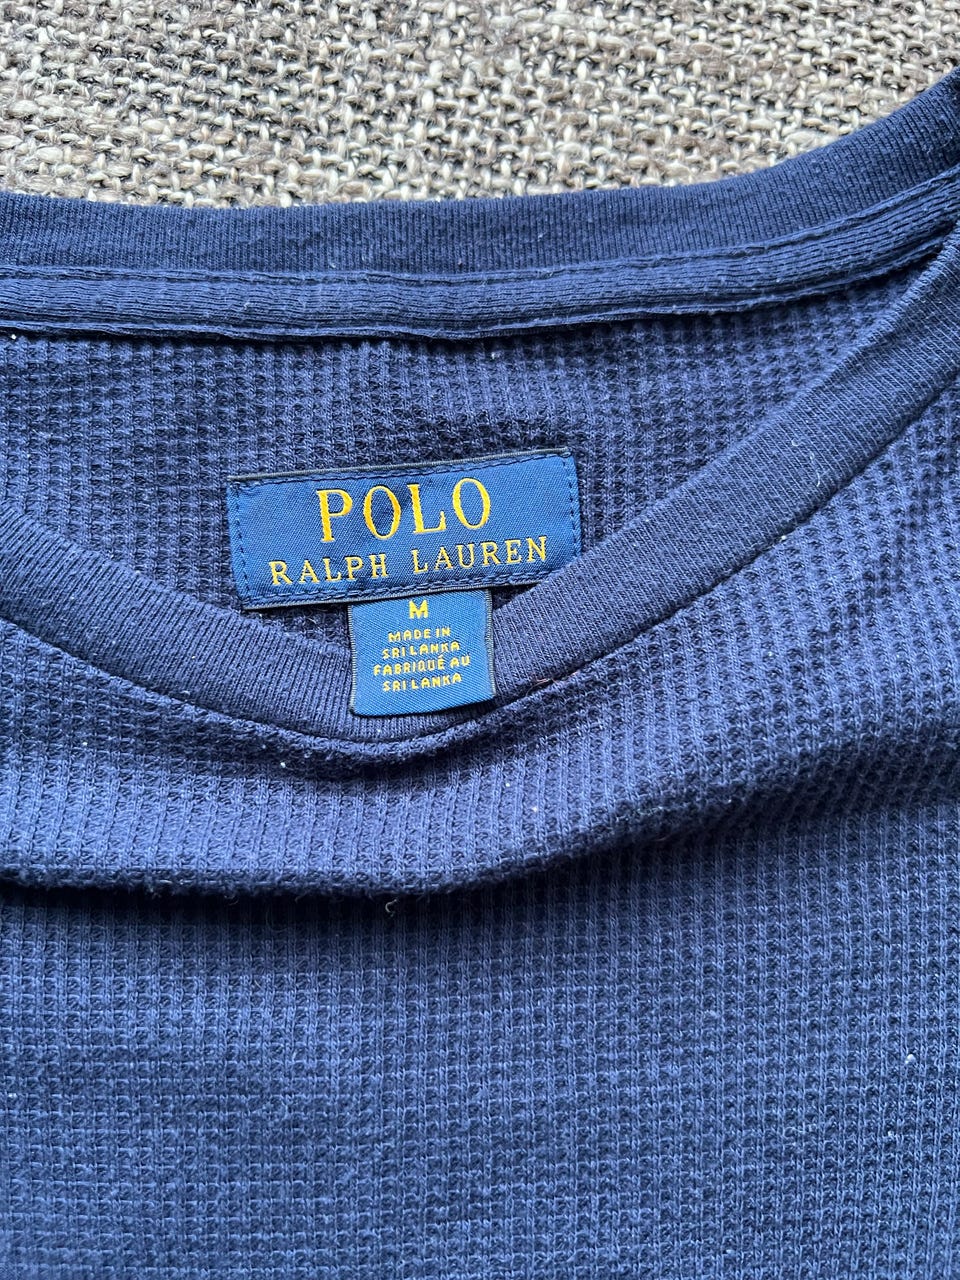 POLO
RALPH LAUREN
M
MADE IN
SRI LANKA
FABRIQUÉ AU
SRI LANKA